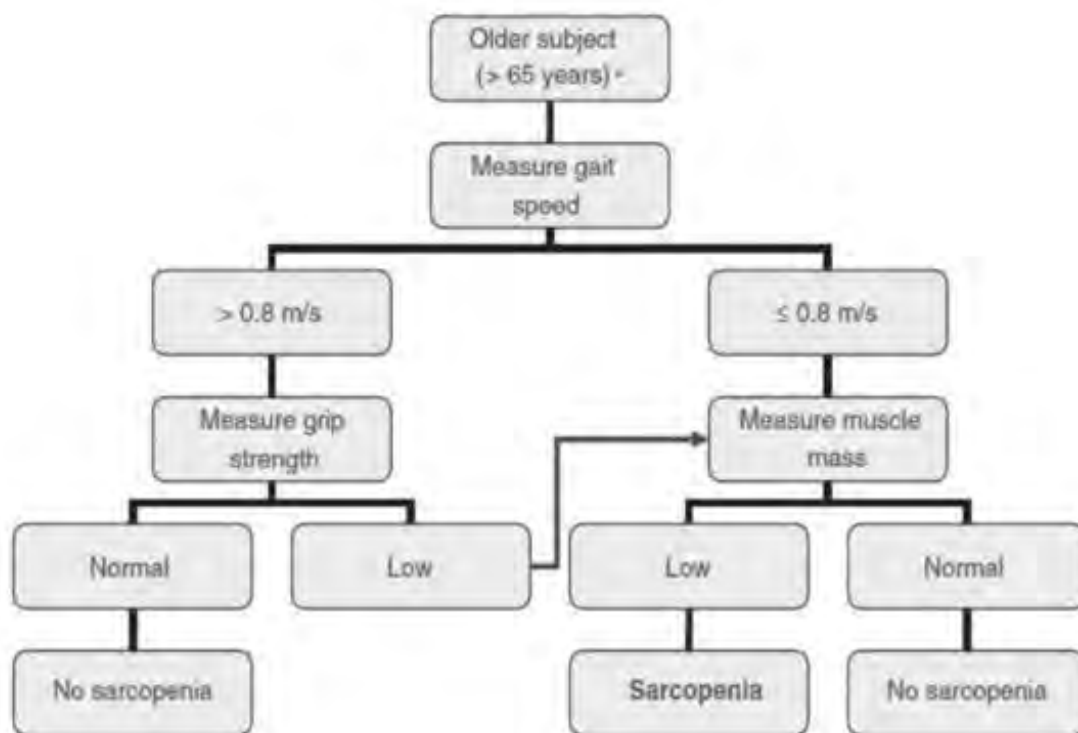 Older subject
(> 65 years)*
Measure gait
speed
> 0.8 m/s
≤ 0.8 m/s
Measure grip
strength
Measure muscle
mass
Normal
Low
Low
Normal
No sarcopenia
Sarcopenia
No sarcopenia